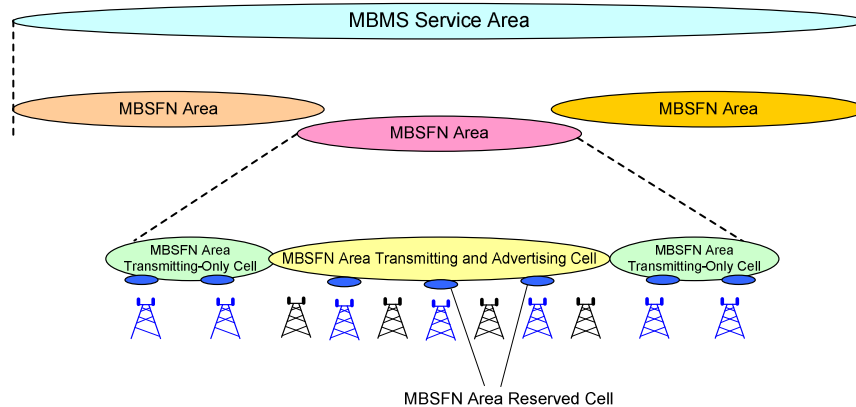 MBMS Service Area
MBSFN Area
MBSFN Area
MBSFN Area
MBSFN Area
Transmitting-Only Cell
MBSFN Area Transmitting and Advertising Cell
MBSFN Area
Transmitting-Only Cell
MBSFN Area Reserved Cell